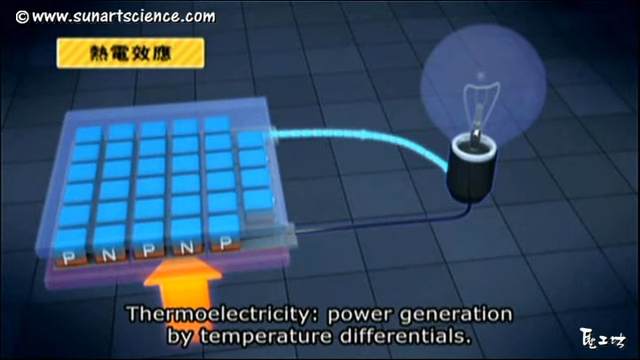 © www.sunartscience.com
熱電效應
P N P N P
Thermoelectricity: power generation
by temperature differentials.